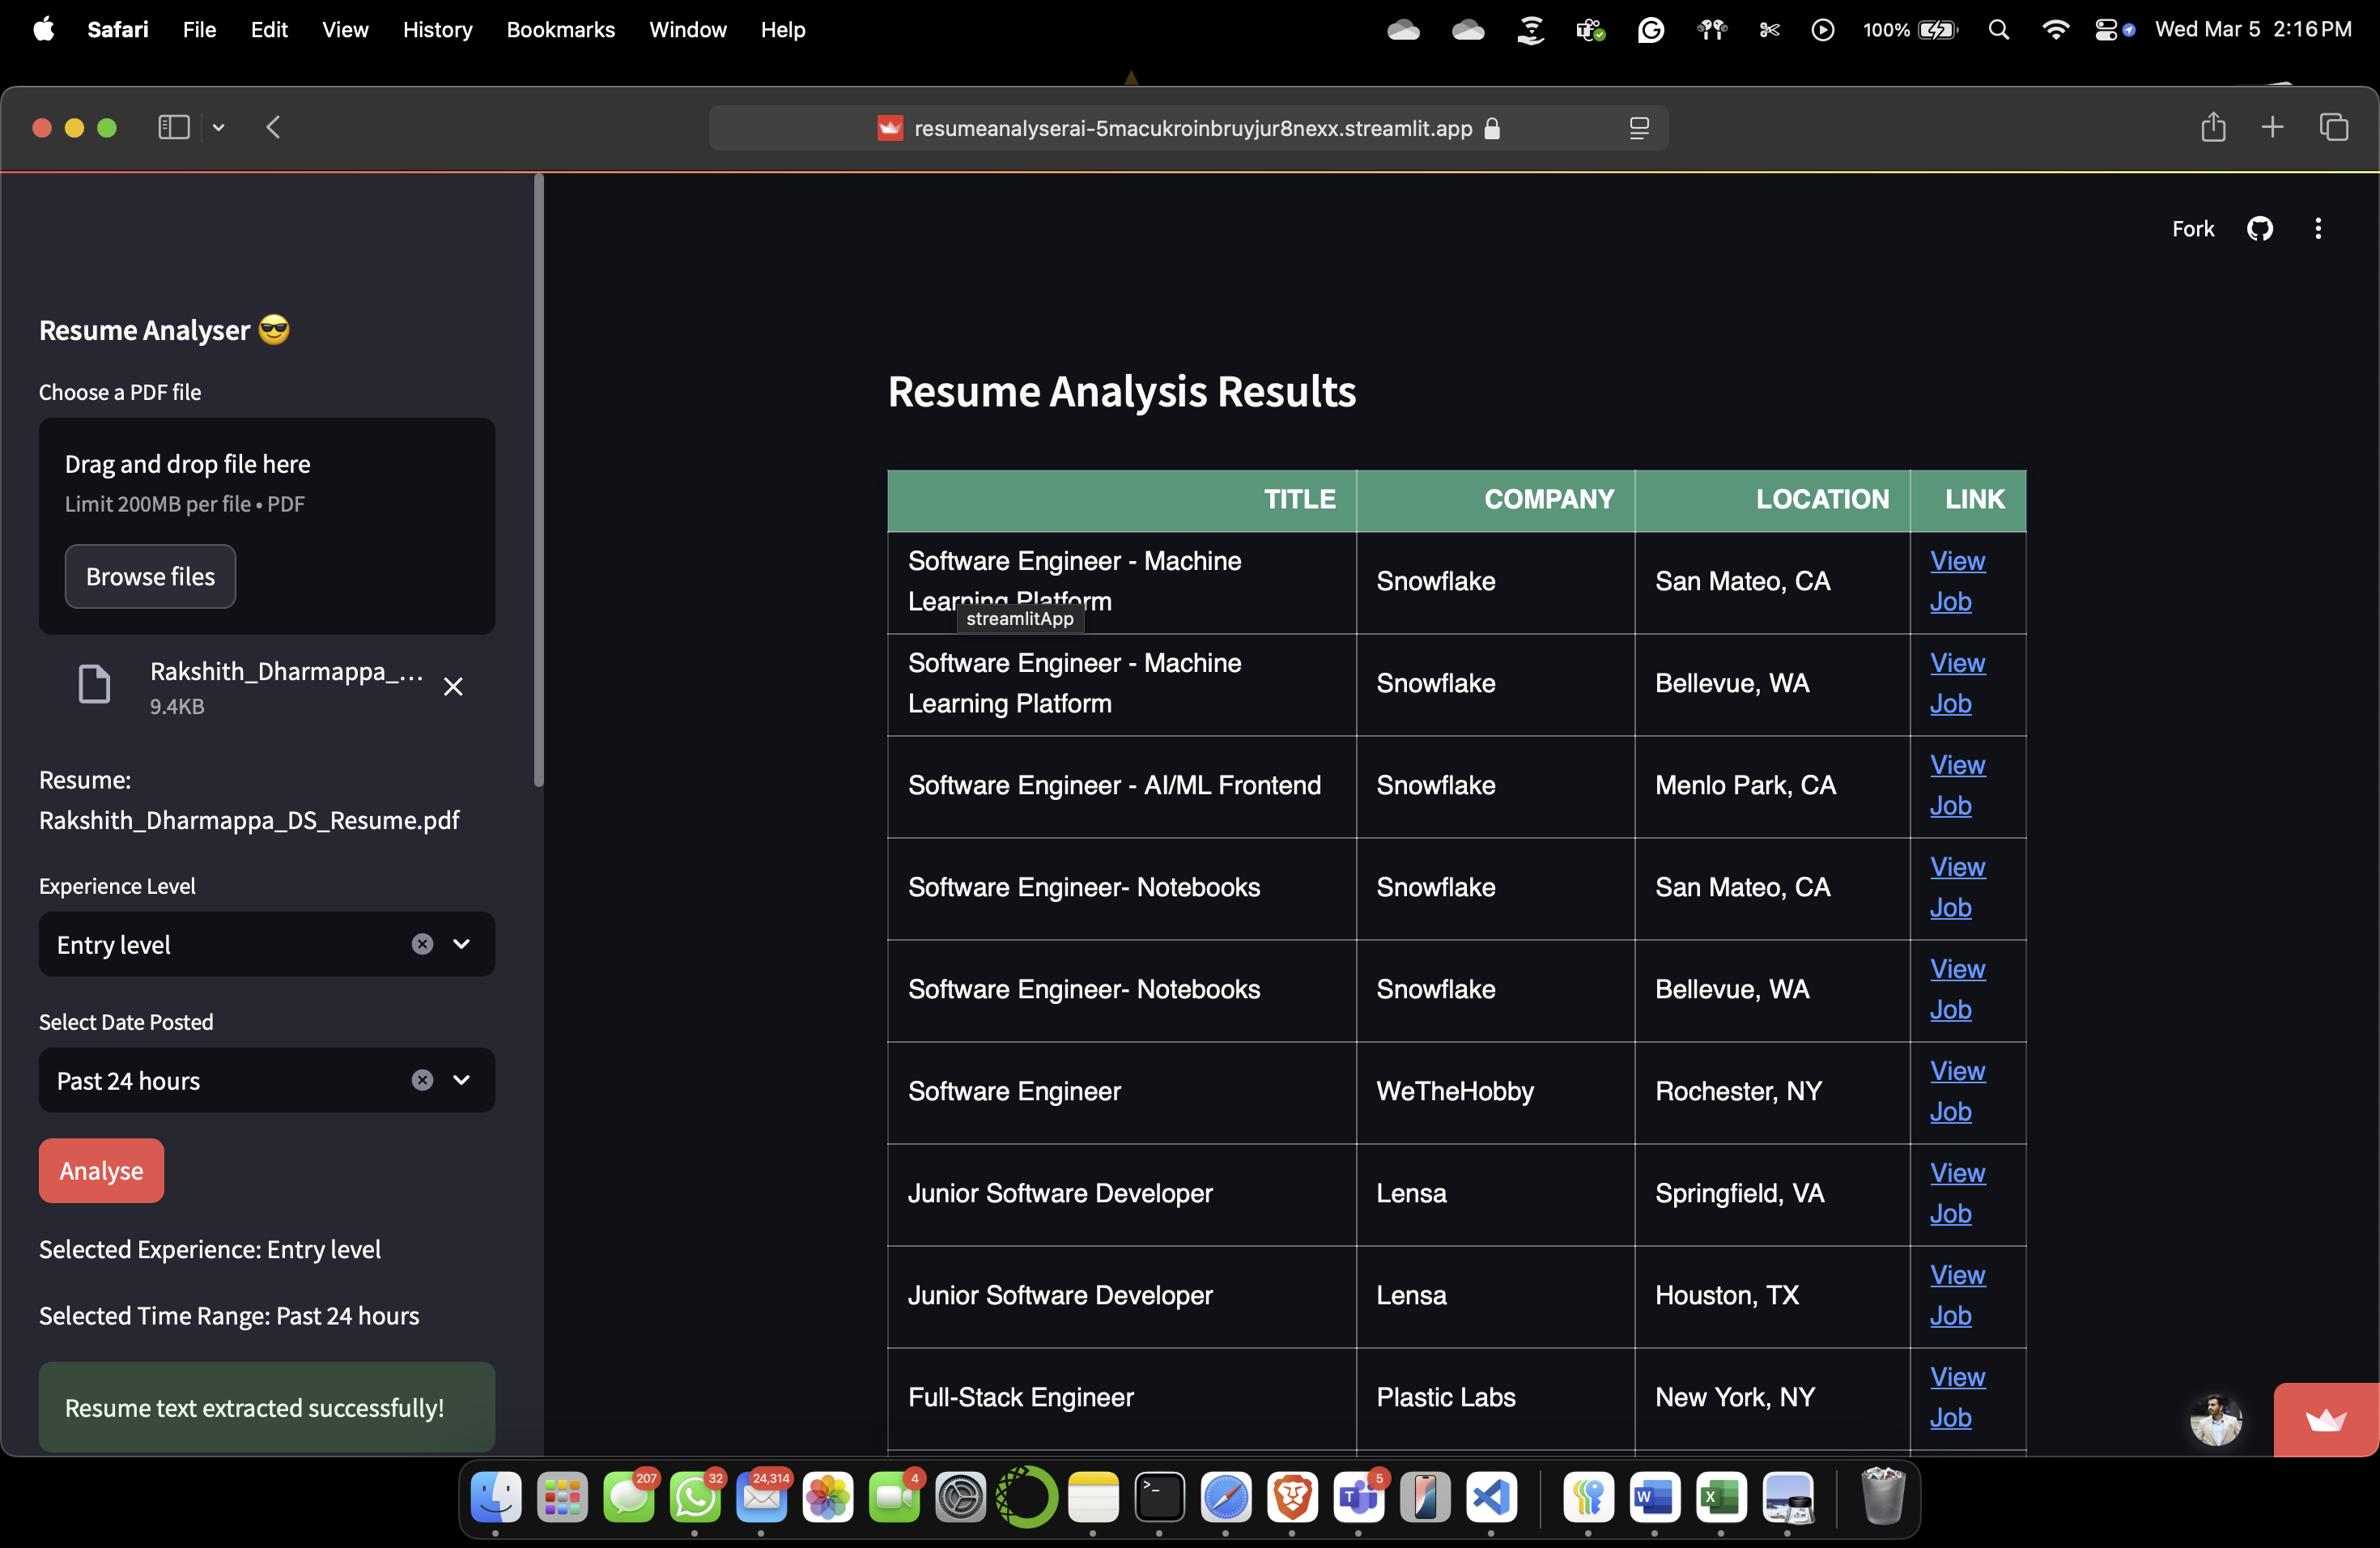 Safari File Edit View History Bookmarks Window Help 100% Wed Mar 5 2:16 PM
resumeanalyserai-5macukroinbruyjur8nexx.streamlit.app
Fork
Resume Analyser 😎
Choose a PDF file
Drag and drop file here
Limit 200MB per file • PDF
Browse files
Rakshith_Dharmappa_...
9.4KB
Resume:
Rakshith_Dharmappa_DS_Resume.pdf
Experience Level
Entry level
Select Date Posted
Past 24 hours
Analyse
Selected Experience: Entry level
Selected Time Range: Past 24 hours
Resume text extracted successfully!
Resume Analysis Results
TITLE COMPANY LOCATION LINK
Software Engineer - Machine
Learning Platform
Snowflake San Mateo, CA
View
Job
streamlitApp
Software Engineer - Machine
Learning Platform
Snowflake Bellevue, WA
View
Job
Software Engineer - AI/ML Frontend Snowflake Menlo Park, CA
View
Job
Software Engineer- Notebooks Snowflake San Mateo, CA
View
Job
Software Engineer- Notebooks Snowflake Bellevue, WA
View
Job
Software Engineer WeTheHobby Rochester, NY
View
Job
Junior Software Developer Lensa Springfield, VA
View
Job
Junior Software Developer Lensa Houston, TX
View
Job
Full-Stack Engineer Plastic Labs New York, NY
View
Job
207 32 24,314 4 5